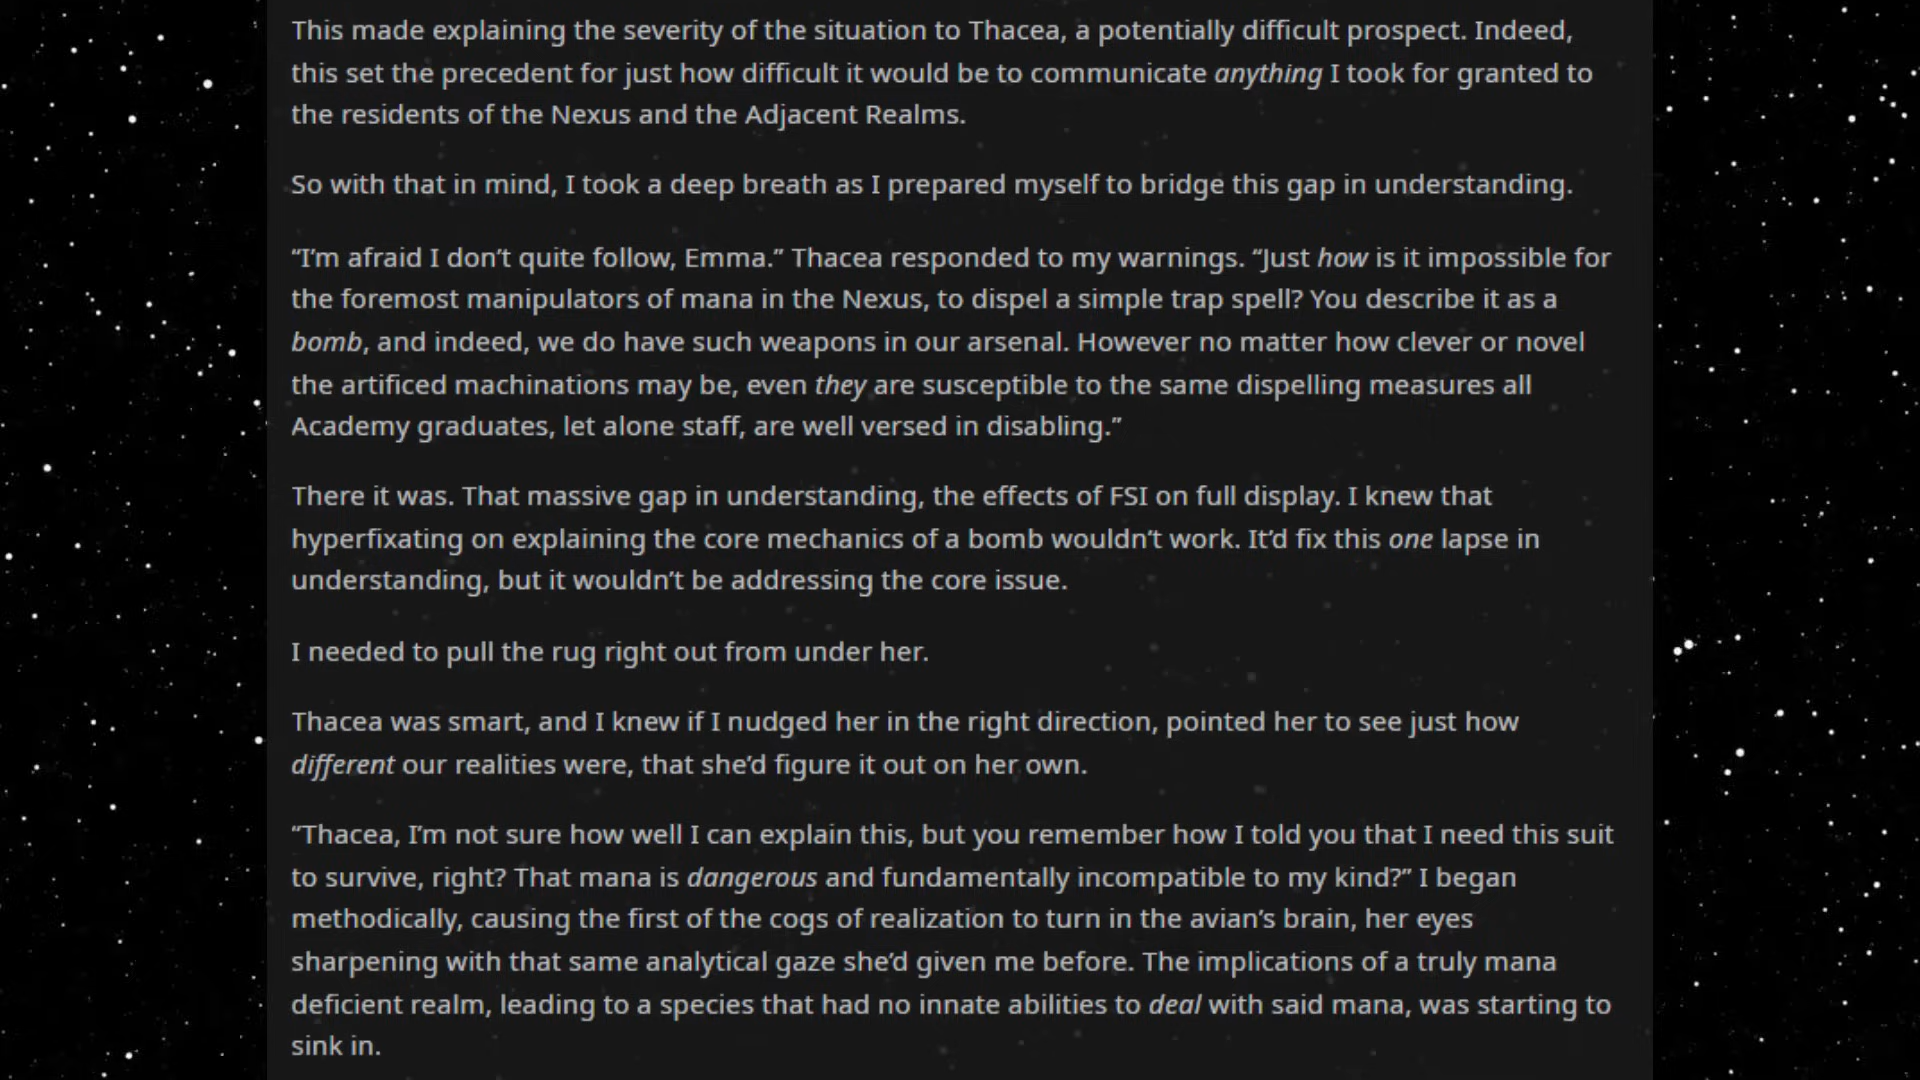 This made explaining the severity of the situation to Thacea, a potentially difficult prospect. Indeed,
this set the precedent for just how difficult it would be to communicate anything I took for granted to
the residents of the Nexus and the Adjacent Realms.
So with that in mind, I took a deep breath as I prepared myself to bridge this gap in understanding.
“I’m afraid I don’t quite follow, Emma.” Thacea responded to my warnings. “Just how is it impossible for
the foremost manipulators of mana in the Nexus, to dispel a simple trap spell? You describe it as a
bomb, and indeed, we do have such weapons in our arsenal. However no matter how clever or novel
the artificed machinations may be, even they are susceptible to the same dispelling measures all
Academy graduates, let alone staff, are well versed in disabling.”
There it was. That massive gap in understanding, the effects of FSI on full display. I knew that
hyperfixating on explaining the core mechanics of a bomb wouldn’t work. It’d fix this one lapse in
understanding, but it wouldn’t be addressing the core issue.
I needed to pull the rug right out from under her.
Thacea was smart, and I knew if I nudged her in the right direction, pointed her to see just how
different our realities were, that she’d figure it out on her own.
“Thacea, I’m not sure how well I can explain this, but you remember how I told you that I need this suit
to survive, right? That mana is dangerous and fundamentally incompatible to my kind?” I began
methodically, causing the first of the cogs of realization to turn in the avian’s brain, her eyes
sharpening with that same analytical gaze she’d given me before. The implications of a truly mana
deficient realm, leading to a species that had no innate abilities to deal with said mana, was starting to
sink in.